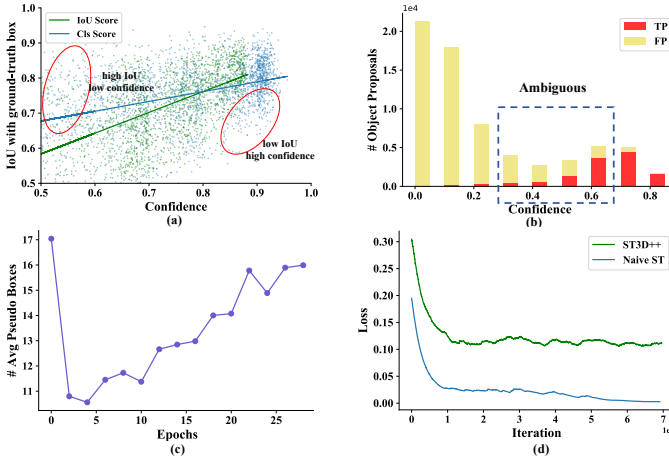 (a)
IoU Score
Cls Score
high IoU
low confidence
low IoU
high confidence
IoU with ground-truth box
1.0
0.9
0.8
0.7
0.6
0.5
0.5 0.6 0.7 0.8 0.9 1.0
Confidence
(a)
(b)
1e4
TP
FP
Ambiguous
# Object Proposals
2.0
1.5
1.0
0.5
0.0
0.0 0.2 0.4 0.6 0.8
Confidence
(b)
# Avg Pseudo Boxes
17
16
15
14
13
12
11
0 5 10 15 20 25
Epochs
(c)
ST3D++
Naive ST
Loss
0.30
0.25
0.20
0.15
0.10
0.05
0.00
0 1 2 3 4 5 6 7
Iteration
(d)